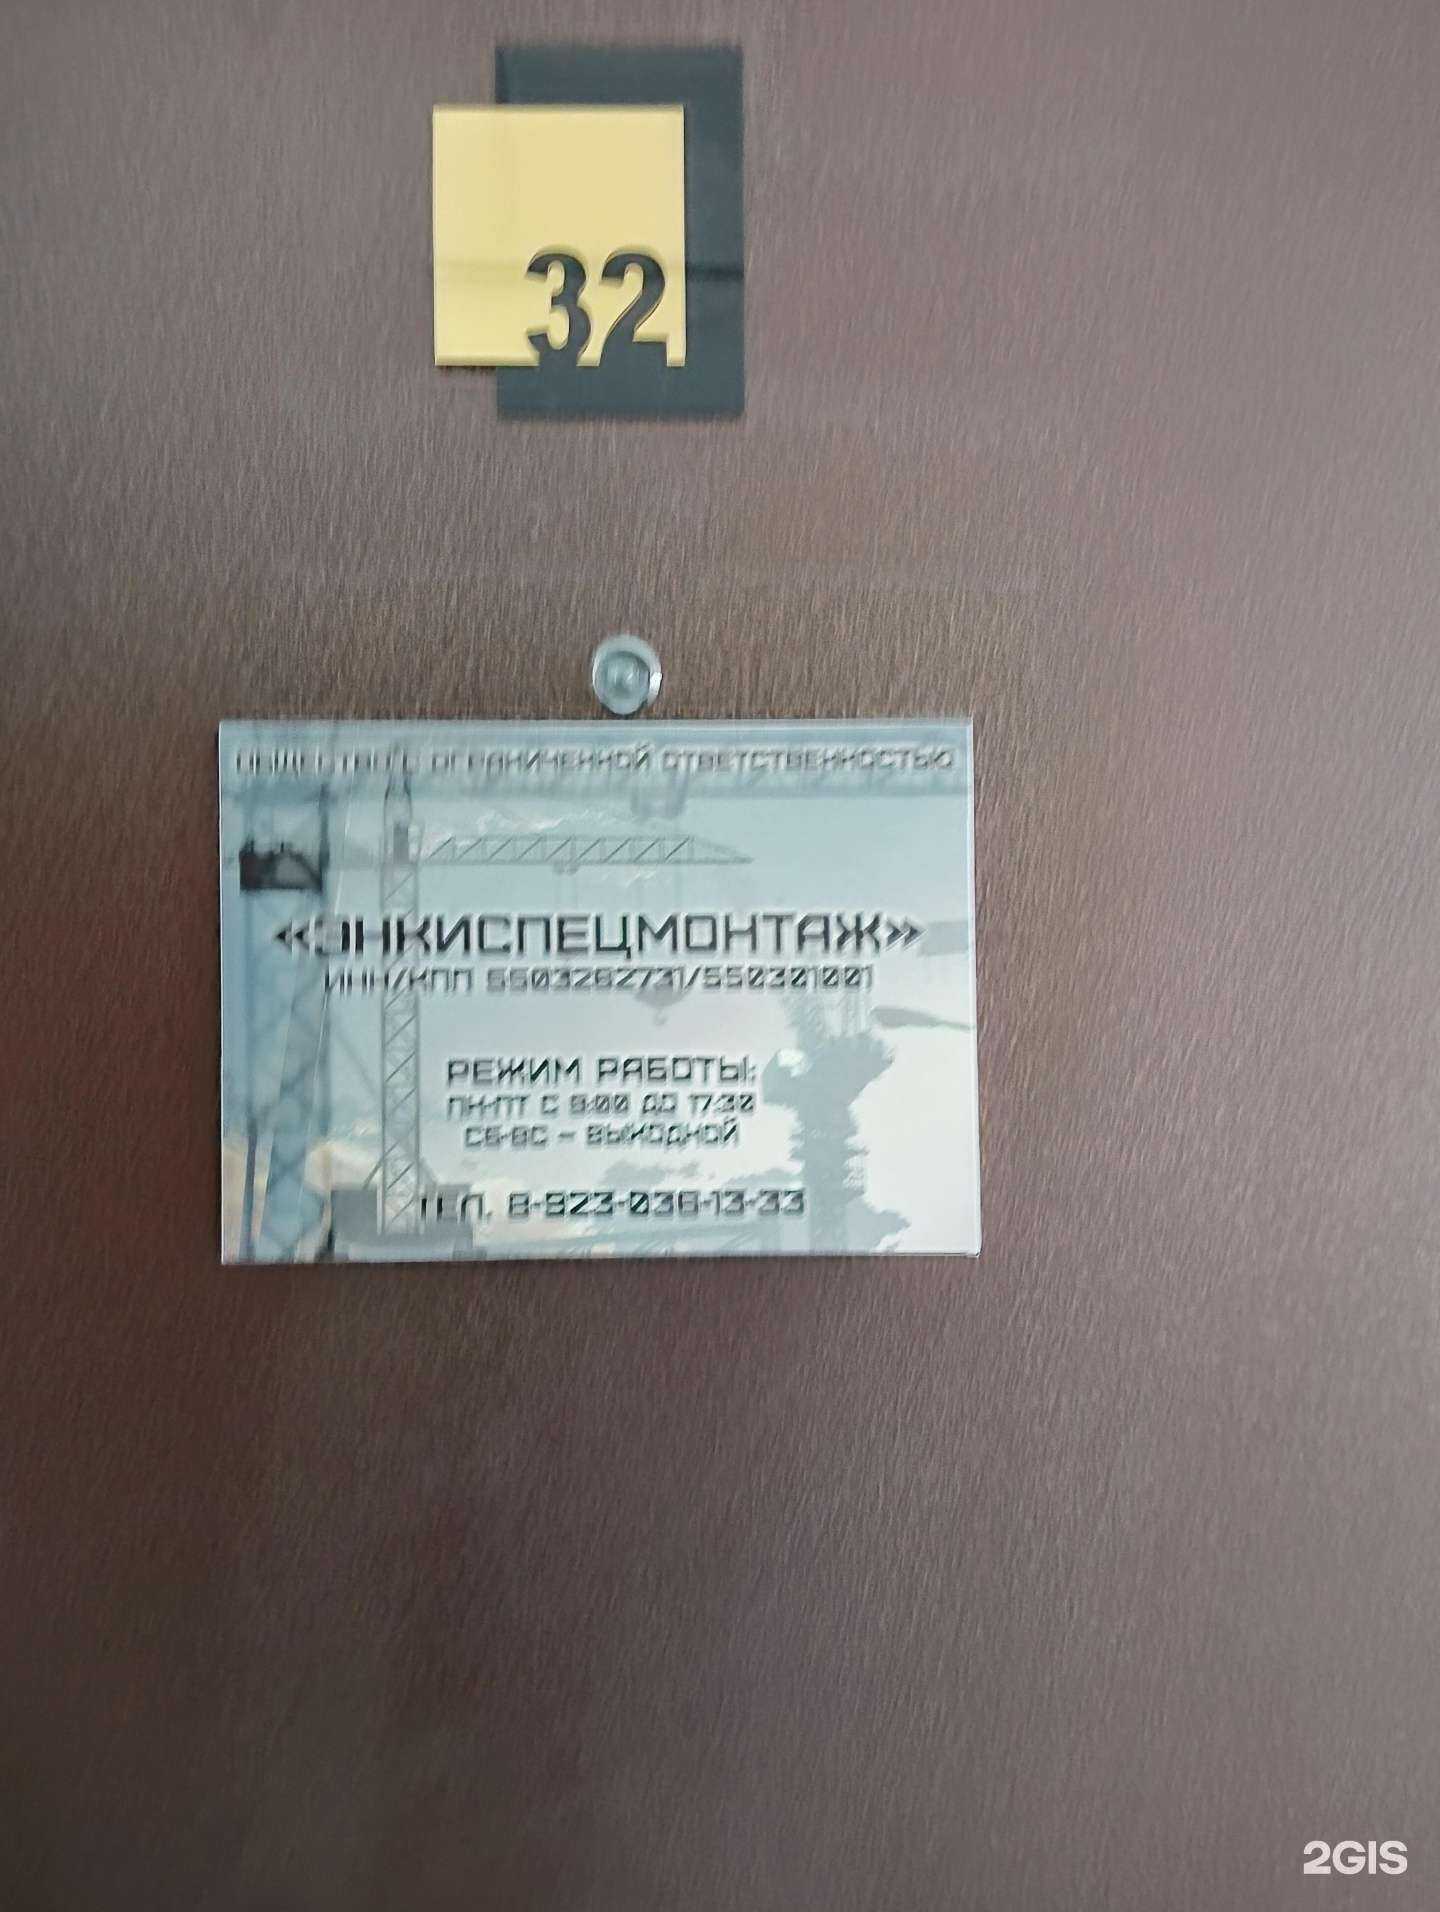 32
ОБЩЕСТВО С ОГРАНИЧЕННОЙ ОТВЕТСТВЕННОСТЬЮ
«ЭНКИСПЕЦМОНТАЖ»
ИНН/КПП 5503262731/550301001
РЕЖИМ РАБОТЫ:
ПН-ПТ С 9:00 ДО 17:30
СБ-ВС – ВЫХОДНОЙ
ТЕЛ. 8-923-036-13-33
2GIS